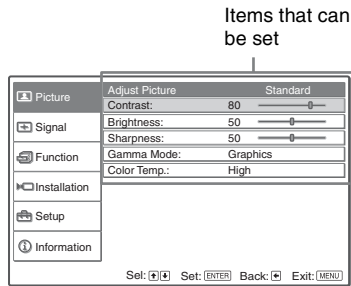 Items that can
be set
Picture
Signal
Function
Installation
Setup
Information
Adjust Picture Standard
Contrast: 80
Brightness: 50
Sharpness: 50
Gamma Mode: Graphics
Color Temp.: High
Sel: Set: ENTER Back: Exit: MENU